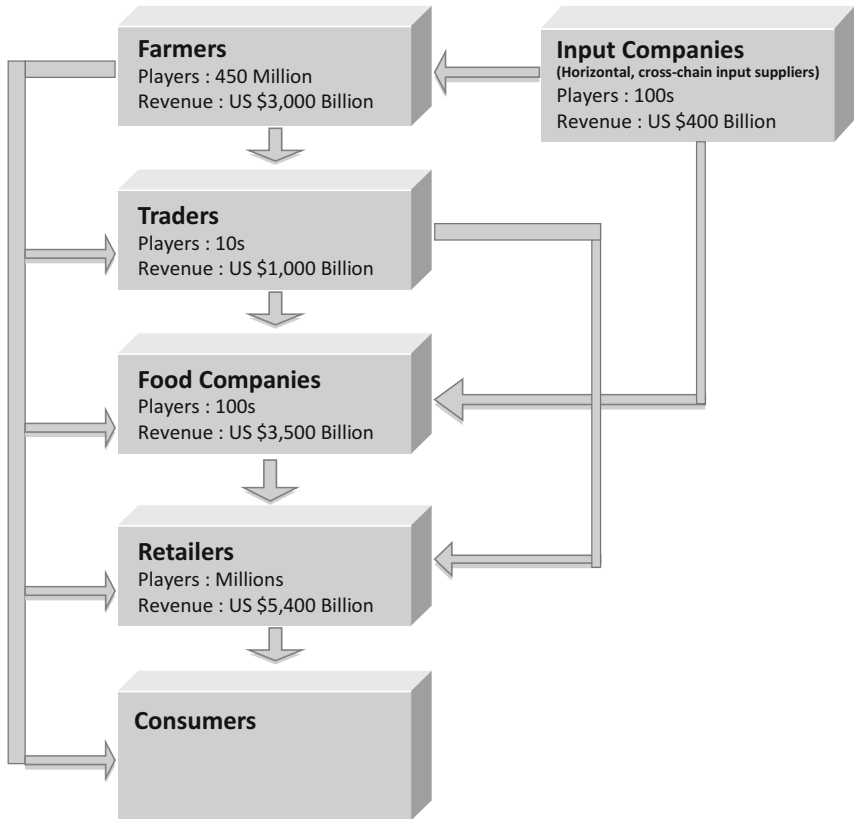 Farmers
Players : 450 Million
Revenue : US $3,000 Billion
Input Companies
(Horizontal, cross-chain input suppliers)
Players : 100s
Revenue : US $400 Billion
Traders
Players : 10s
Revenue : US $1,000 Billion
Food Companies
Players : 100s
Revenue : US $3,500 Billion
Retailers
Players : Millions
Revenue : US $5,400 Billion
Consumers